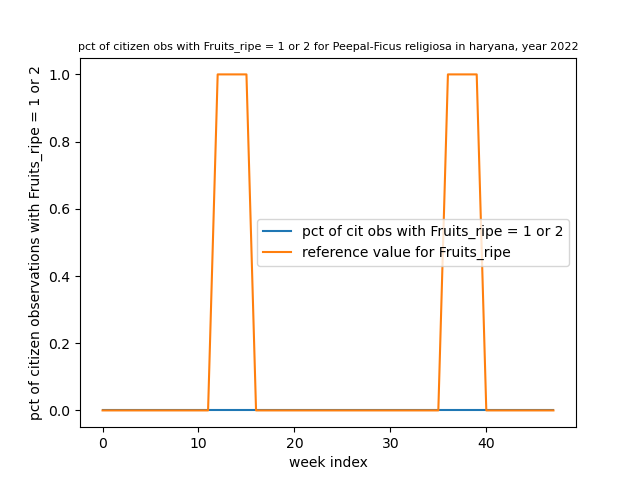 pct of citizen obs with Fruits_ripe = 1 or 2 for Peepal-Ficus religiosa in haryana, year 2022
pct of citizen observations with Fruits_ripe = 1 or 2
1.0
0.8
0.6
0.4
0.2
0.0
pct of cit obs with Fruits_ripe = 1 or 2
reference value for Fruits_ripe
0
10
20
30
40
week index